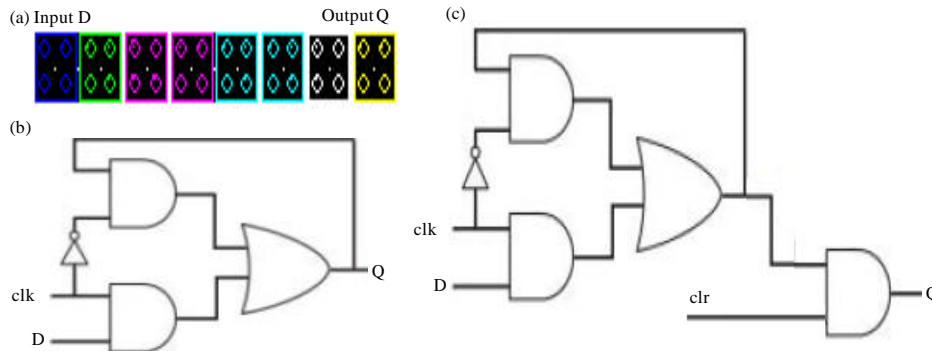 (a) Input D
Output Q
(b)
clk
D
Q
(c)
clk
D
clr
Q